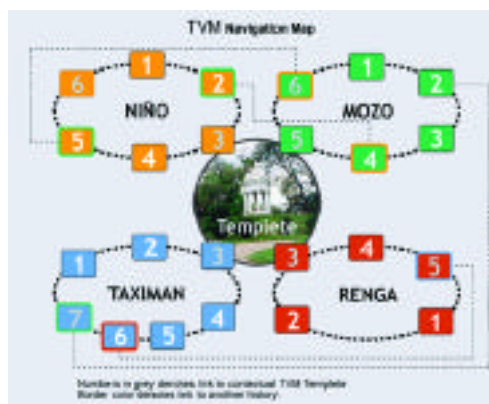 TVM Navigation Map
6 1 2
NIÑO
5 4 3
6 1 2
MOZO
5 4 3
Templete
1 2 3
TAXIMAN
7 6 5 4
3 4 5
RENGA
2 1
Numbers in grey denotes link to contextual TVM Templete
Border color denotes link to another history.